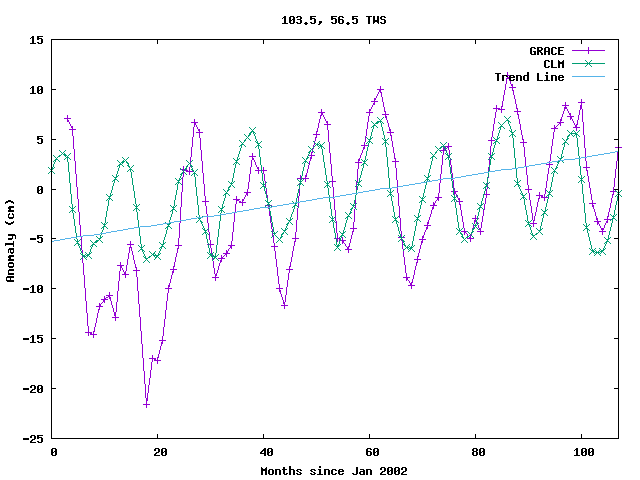 103.5, 56.5 TWS
GRACE
CLM
Trend Line
15
10
5
0
-5
-10
-15
-20
-25
Anomaly (cm)
0 20 40 60 80 100
Months since Jan 2002